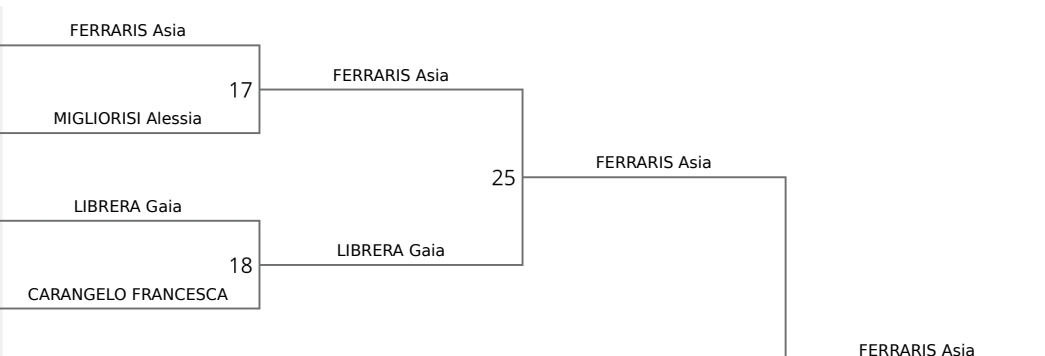 FERRARIS Asia
17
FERRARIS Asia
MIGLIORISI Alessia
25
FERRARIS Asia
LIBRERA Gaia
18
LIBRERA Gaia
CARANGELO FRANCESCA
FERRARIS Asia